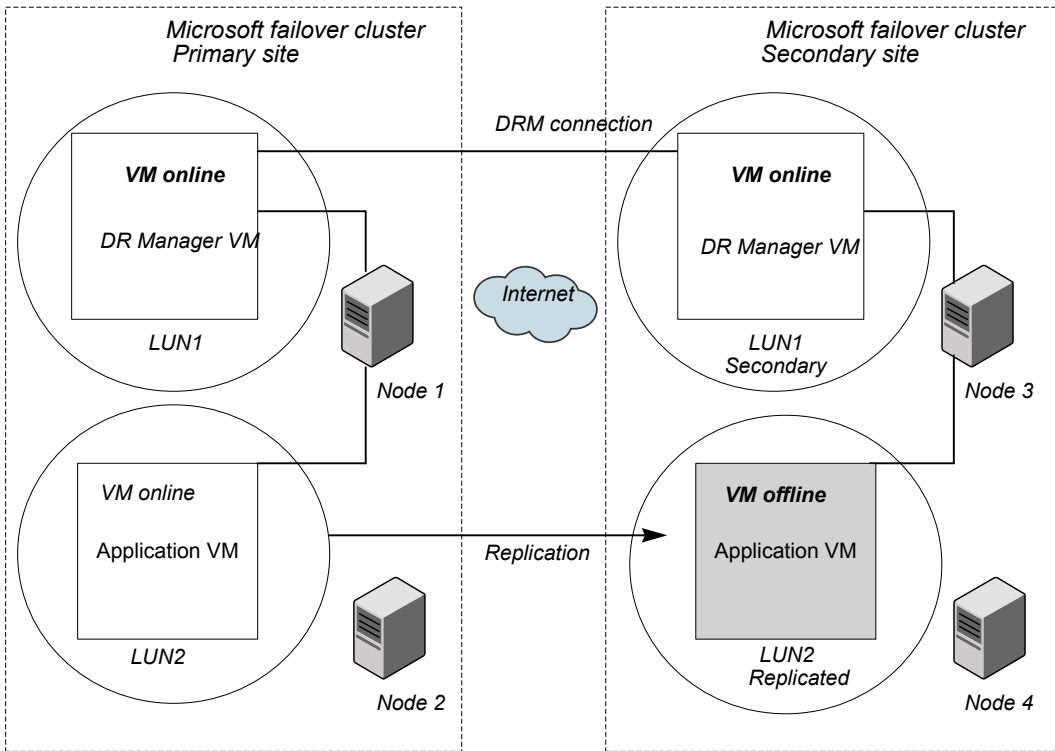 Microsoft failover cluster
Primary site
Microsoft failover cluster
Secondary site
DRM connection
VM online
DR Manager VM
LUN1
Node 1
Internet
VM online
DR Manager VM
LUN1
Secondary
Node 3
VM online
Application VM
LUN2
Node 2
Replication
VM offline
Application VM
LUN2
Replicated
Node 4